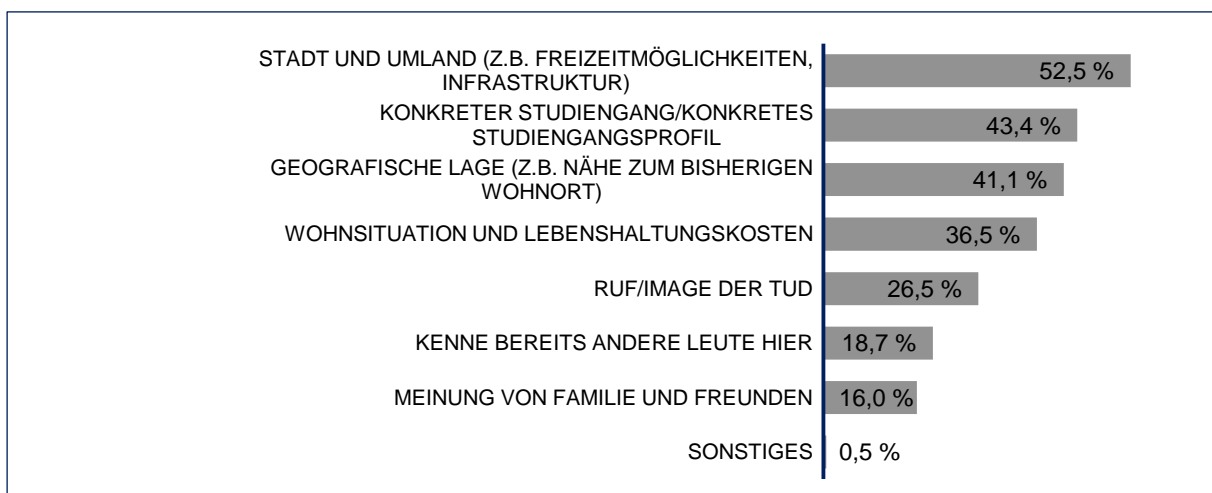 STADT UND UMLAND (Z.B. FREIZEITMÖGLICHKEITEN,
INFRASTRUKTUR)
52,5 %
KONKRETER STUDIENGANG/KONKRETES
STUDIENGANGSPROFIL
43,4 %
GEOGRAFISCHE LAGE (Z.B. NÄHE ZUM BISHERIGEN
WOHNORT)
41,1 %
WOHNSITUATION UND LEBENSHALTUNGSKOSTEN
36,5 %
RUF/IMAGE DER TUD
26,5 %
KENNE BEREITS ANDERE LEUTE HIER
18,7 %
MEINUNG VON FAMILIE UND FREUNDEN
16,0 %
SONSTIGES
0,5 %